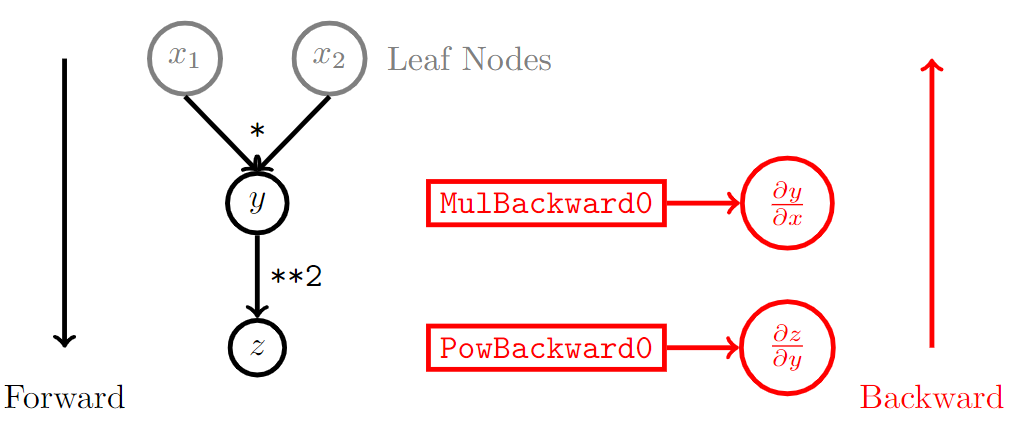 x₁ x₂ Leaf Nodes
*
y MulBackward0 ∂y/∂x
**2
z PowBackward0 ∂z/∂y
Forward Backward